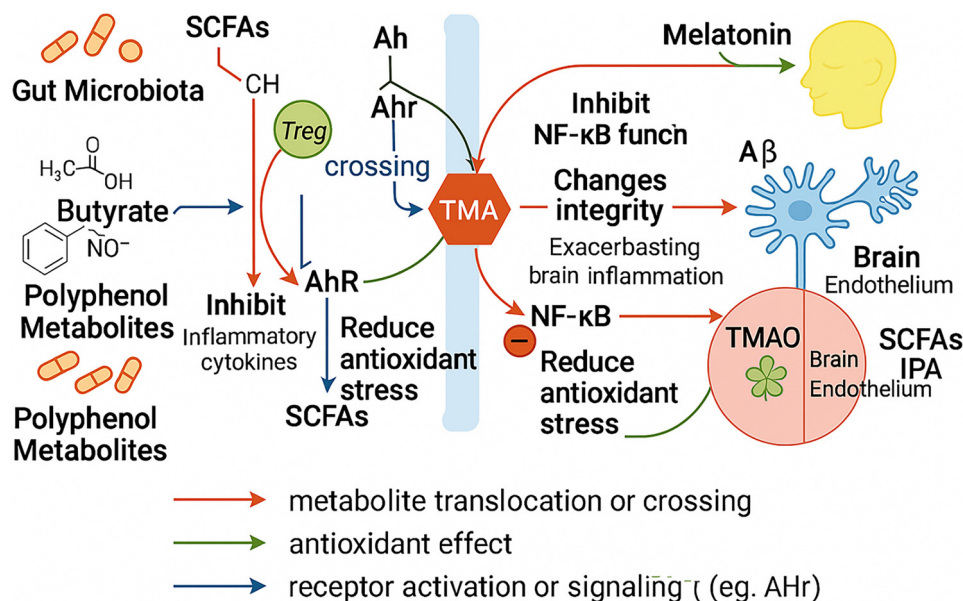 SCFAs
CH
Gut Microbiota
H₃C
O
OH
Butyrate
NO⁻
Polyphenol
Metabolites
Polyphenol
Metabolites
Treg
Inhibit
Inflammatory
cytokines
Ah
Ahr
crossing
AhR
Reduce
antioxidant
stress
SCFAs
TMA
Melatonin
Inhibit
NF-κB funcıh
Changes
integrity
Exacerbasting
brain inflammation
Aβ
Brain
Endothelium
NF-κB
−
Reduce
antioxidant
stress
TMAO
Brain
Endothelium
SCFAs
IPA
metabolite translocation or crossing
antioxidant effect
receptor activation or signaling ( (eg. AHr)